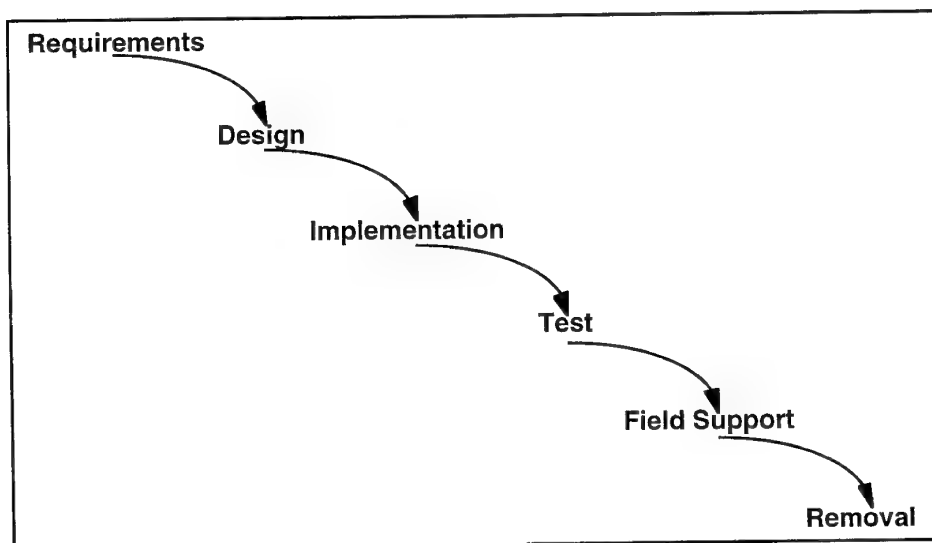 Requirements
Design
Implementation
Test
Field Support
Removal